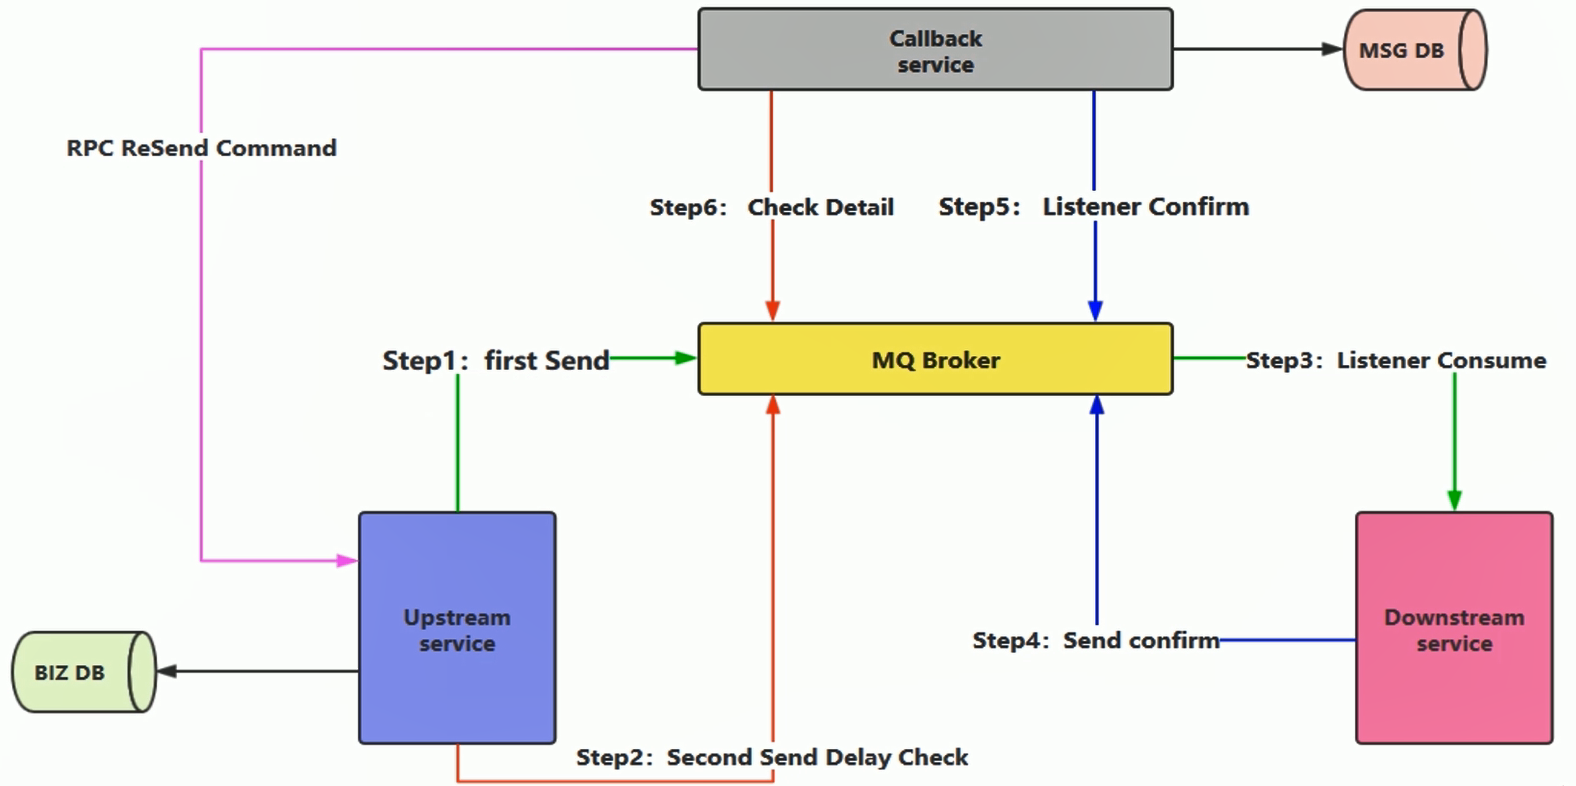 Callback
service
MSG DB
RPC ReSend Command
Step6： Check Detail
Step5： Listener Confirm
Step1：first Send
MQ Broker
Step3：Listener Consume
Upstream
service
Downstream
service
Step4：Send confirm
BIZ DB
Step2：Second Send Delay Check